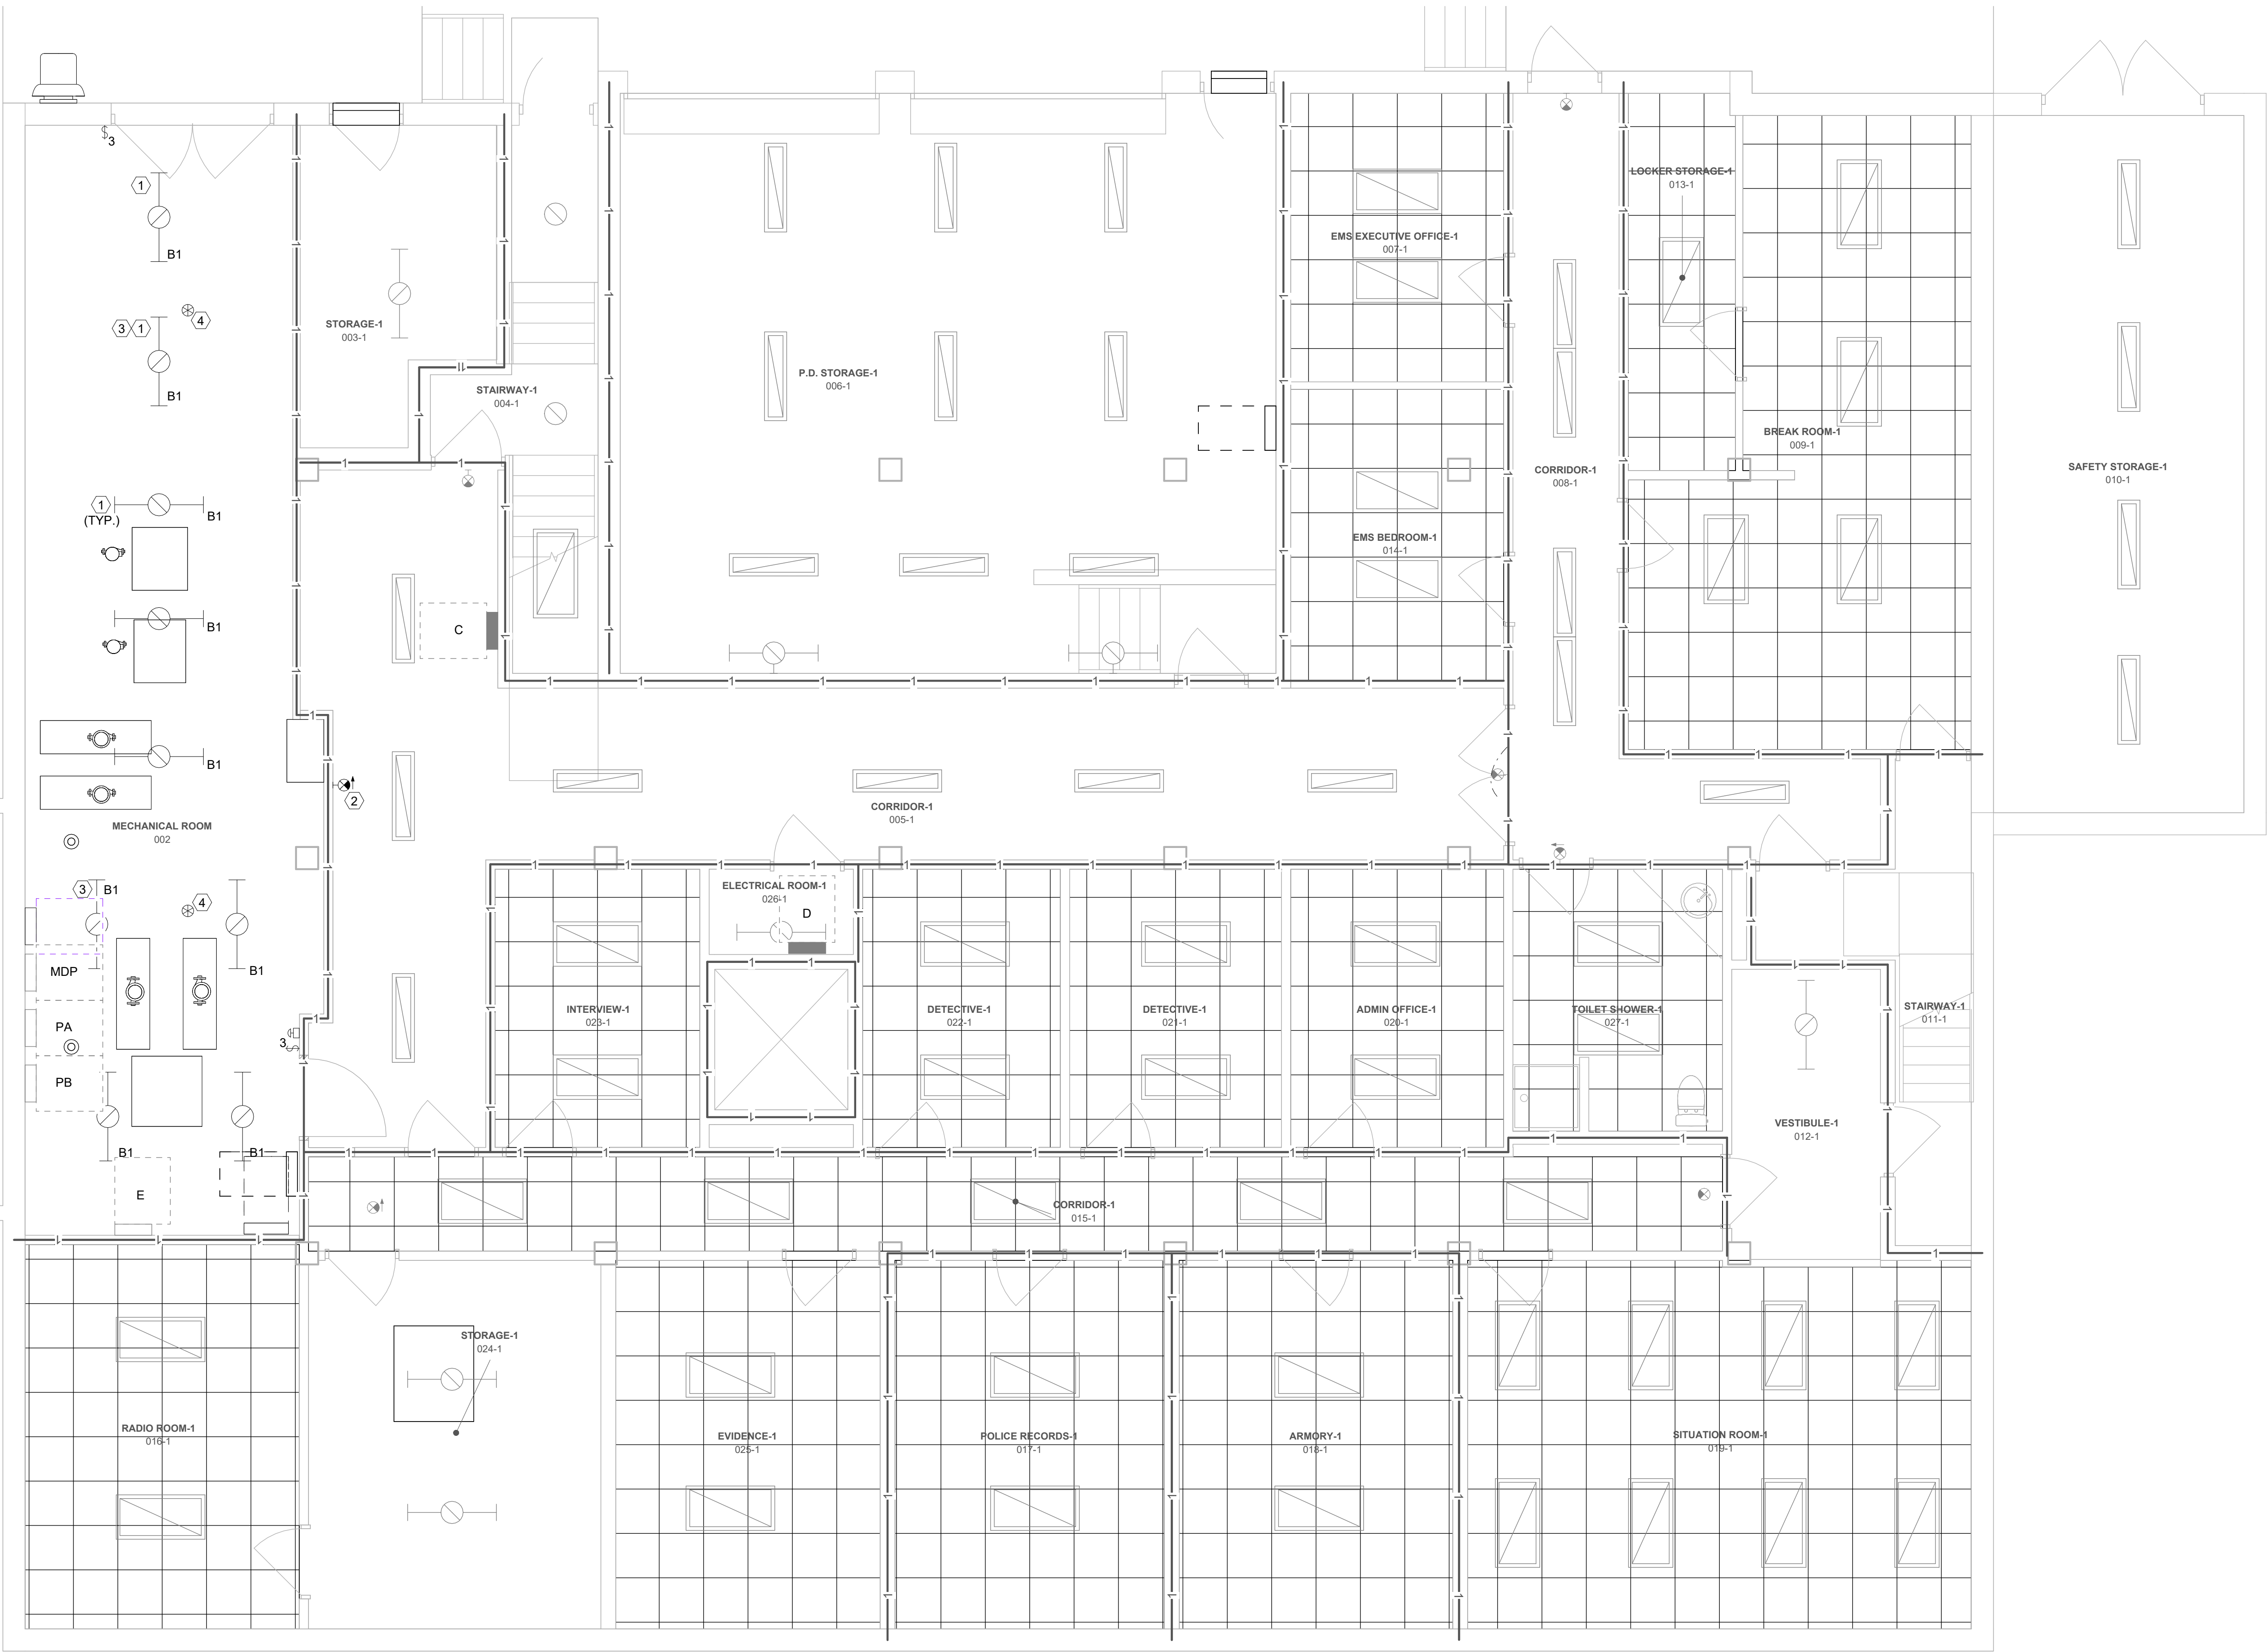 $
3
1
B1
LOCKER STORAGE-1
013-1
EMS EXECUTIVE OFFICE-1
007-1
3
1
4
B1
STORAGE-1
003-1
STAIRWAY-1
004-1
P.D. STORAGE-1
006-1
BREAK ROOM-1
009-1
CORRIDOR-1
008-1
SAFETY STORAGE-1
010-1
1
(TYP.)
B1
EMS BEDROOM-1
014-1
B1
C
B1
2
CORRIDOR-1
005-1
MECHANICAL ROOM
002
3
B1
4
ELECTRICAL ROOM-1
026-1
D
MDP
B1
PA
3
$
INTERVIEW-1
023-1
DETECTIVE-1
022-1
DETECTIVE-1
021-1
ADMIN OFFICE-1
020-1
TOILET SHOWER-1
027-1
STAIRWAY-1
011-1
PB
VESTIBULE-1
012-1
B1
B1
E
CORRIDOR-1
015-1
STORAGE-1
024-1
RADIO ROOM-1
016-1
EVIDENCE-1
025-1
POLICE RECORDS-1
017-1
ARMORY-1
018-1
SITUATION ROOM-1
019-1